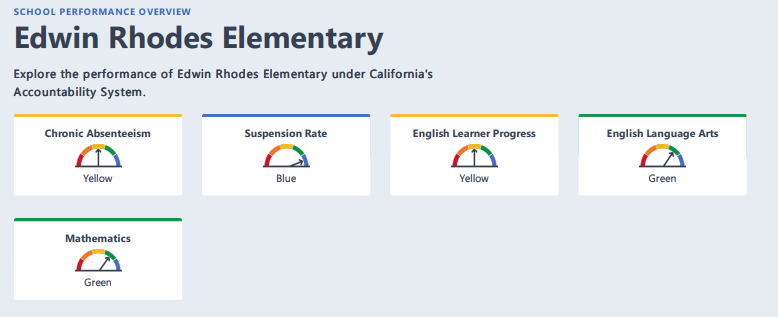 SCHOOL PERFORMANCE OVERVIEW
Edwin Rhodes Elementary
Explore the performance of Edwin Rhodes Elementary under California's
Accountability System.
Chronic Absenteeism
Yellow
Suspension Rate
Blue
English Learner Progress
Yellow
English Language Arts
Green
Mathematics
Green